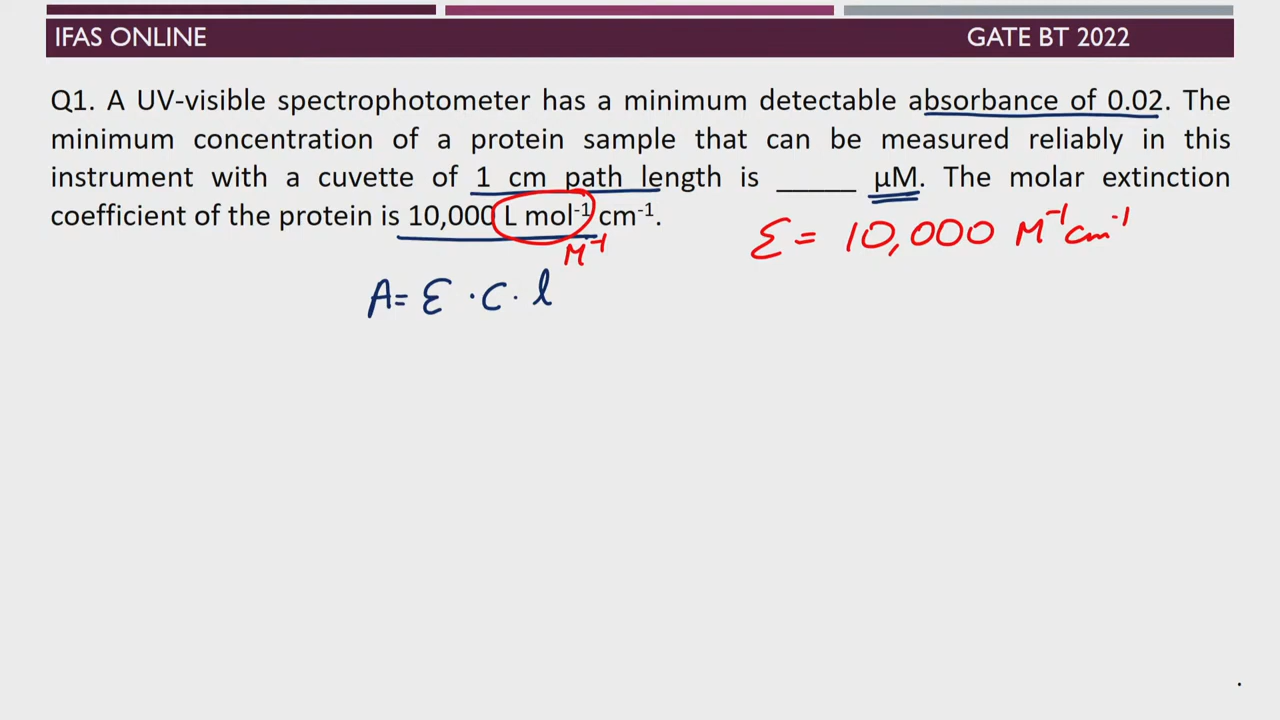 IFAS ONLINE GATE BT 2022
Q1. A UV-visible spectrophotometer has a minimum detectable absorbance of 0.02. The
minimum concentration of a protein sample that can be measured reliably in this
instrument with a cuvette of 1 cm path length is _____ µM. The molar extinction
coefficient of the protein is 10,000 L mol⁻¹ cm⁻¹.
M⁻¹
Ɛ = 10,000 M⁻¹cm⁻¹
A= Ɛ · C · l